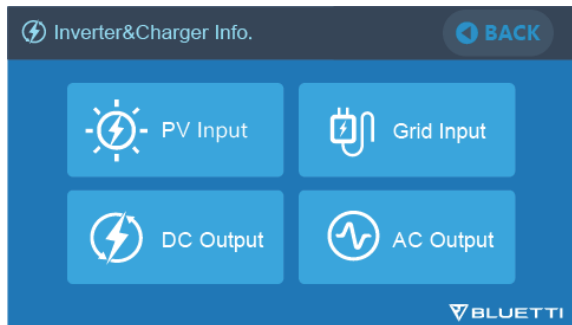 Inverter&Charger Info.
BACK
PV Input
Grid Input
DC Output
AC Output
BLUETTI